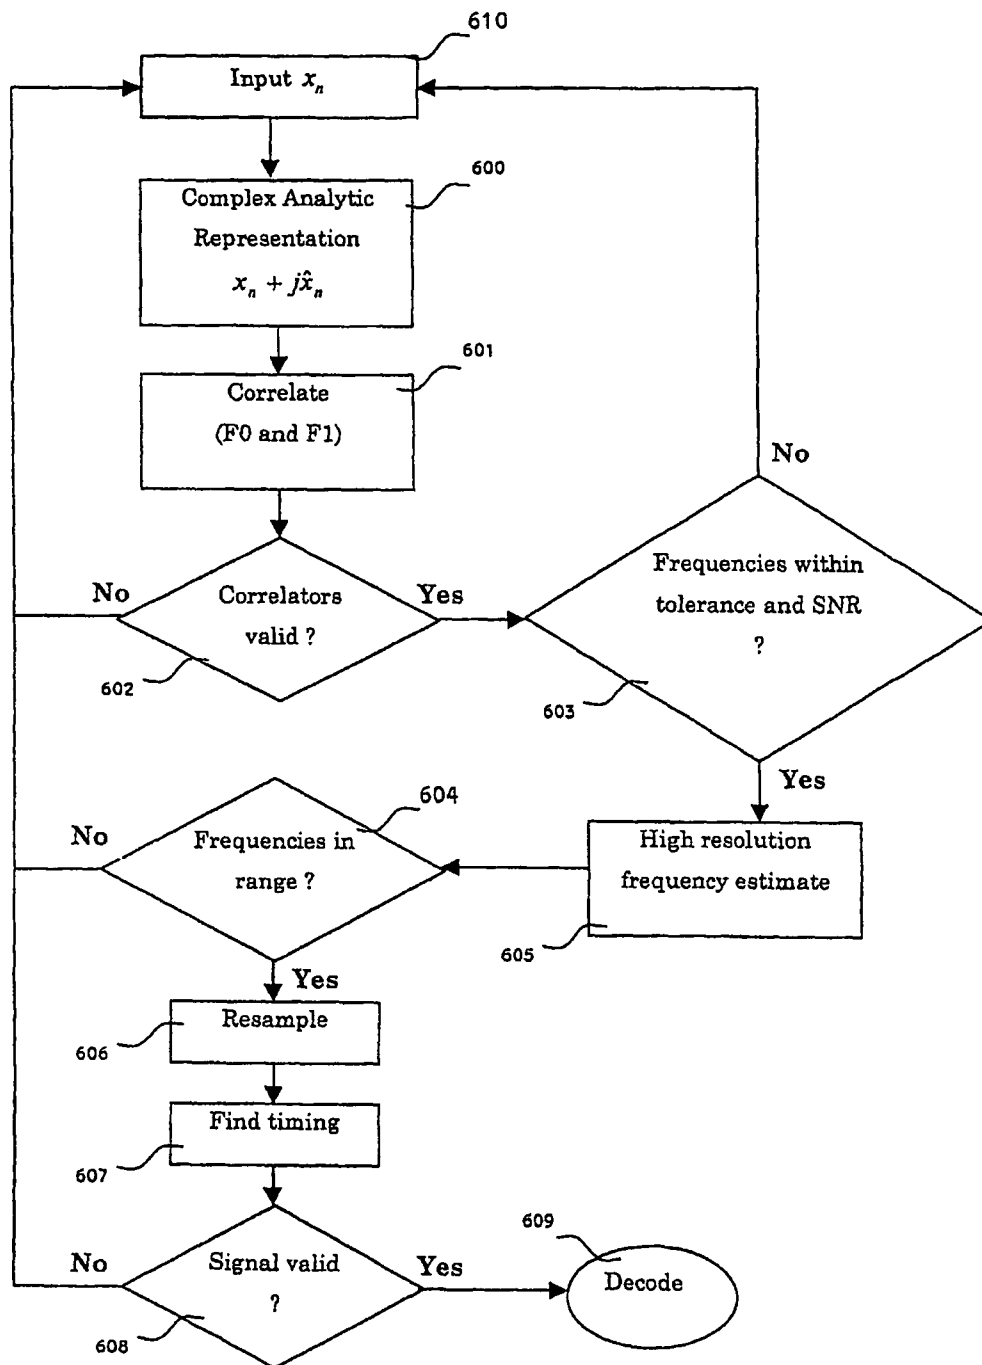 610
Input xₙ
600
Complex Analytic
Representation
xₙ + jx̂ₙ
601
Correlate
(F0 and F1)
No
No
Correlators
valid ?
Yes
602
Frequencies within
tolerance and SNR
?
603
Yes
604
No
Frequencies in
range ?
High resolution
frequency estimate
605
Yes
Resample
606
Find timing
607
No
Signal valid
?
Yes
608
609
Decode